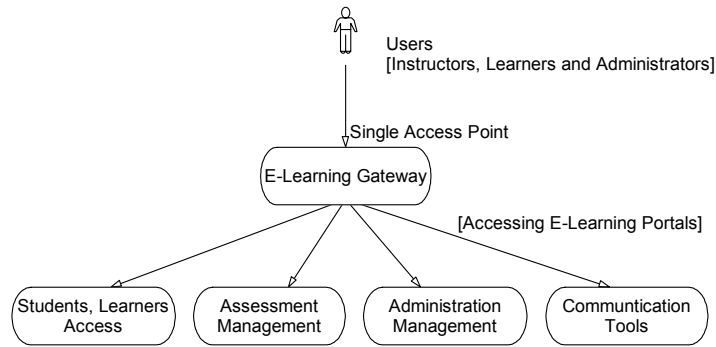 Users
[Instructors, Learners and Administrators]
Single Access Point
E-Learning Gateway
[Accessing E-Learning Portals]
Students, Learners
Access
Assessment
Management
Administration
Management
Communtication
Tools